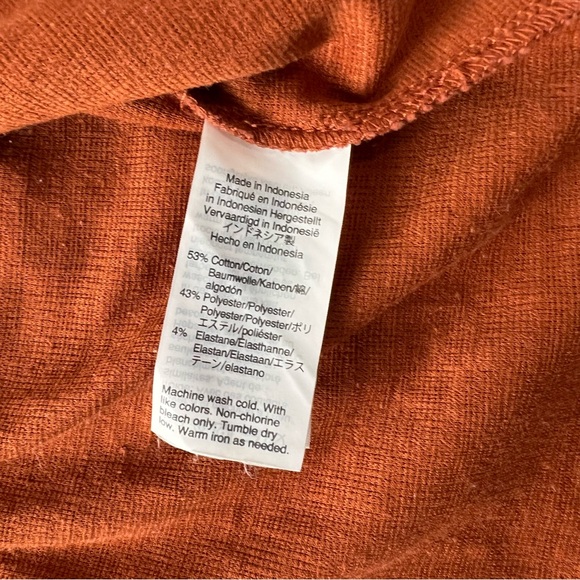 Made in Indonesia
Fabriqué en Indonésie
in Indonesien Hergestellt
Vervaardigd in Indonesië
インドネシア製
Hecho en Indonesia
53% Cotton/Coton/
Baumwolle/Katoen/綿/
algodón
43% Polyester/Polyester/
Polyester/Polyester/ポリ
エステル/poliéster
4% Elastane/Élasthanne/
Elastan/Elastaan/エラス
テーン/elastano
Machine wash cold. With
like colors. Non-chlorine
bleach only. Tumble dry
low. Warm iron as needed.